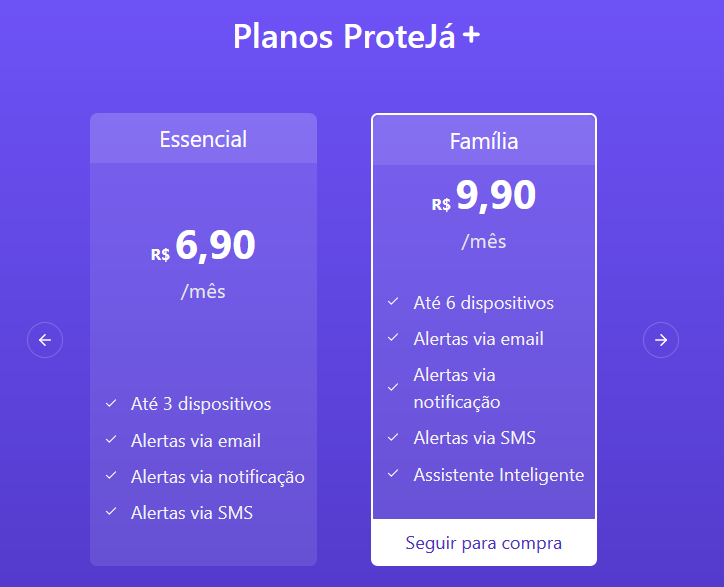 Planos ProteJá+
Essencial
R$ 6,90
/mês
Até 3 dispositivos
Alertas via email
Alertas via notificação
Alertas via SMS
Família
R$ 9,90
/mês
Até 6 dispositivos
Alertas via email
Alertas via
notificação
Alertas via SMS
Assistente Inteligente
Seguir para compra